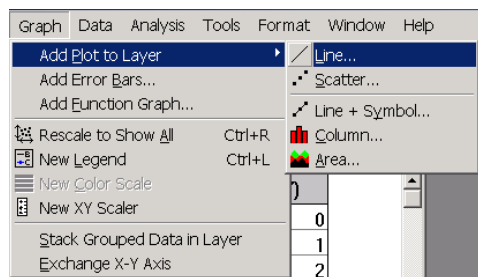 Graph Data Analysis Tools Format Window Help
Add Plot to Layer
Line...
Add Error Bars...
Scatter...
Add Function Graph...
Line + Symbol...
Rescale to Show All Ctrl+R
Column...
New Legend Ctrl+L
Area...
New Color Scale
New XY Scaler
0
Stack Grouped Data in Layer
1
Exchange X-Y Axis
2